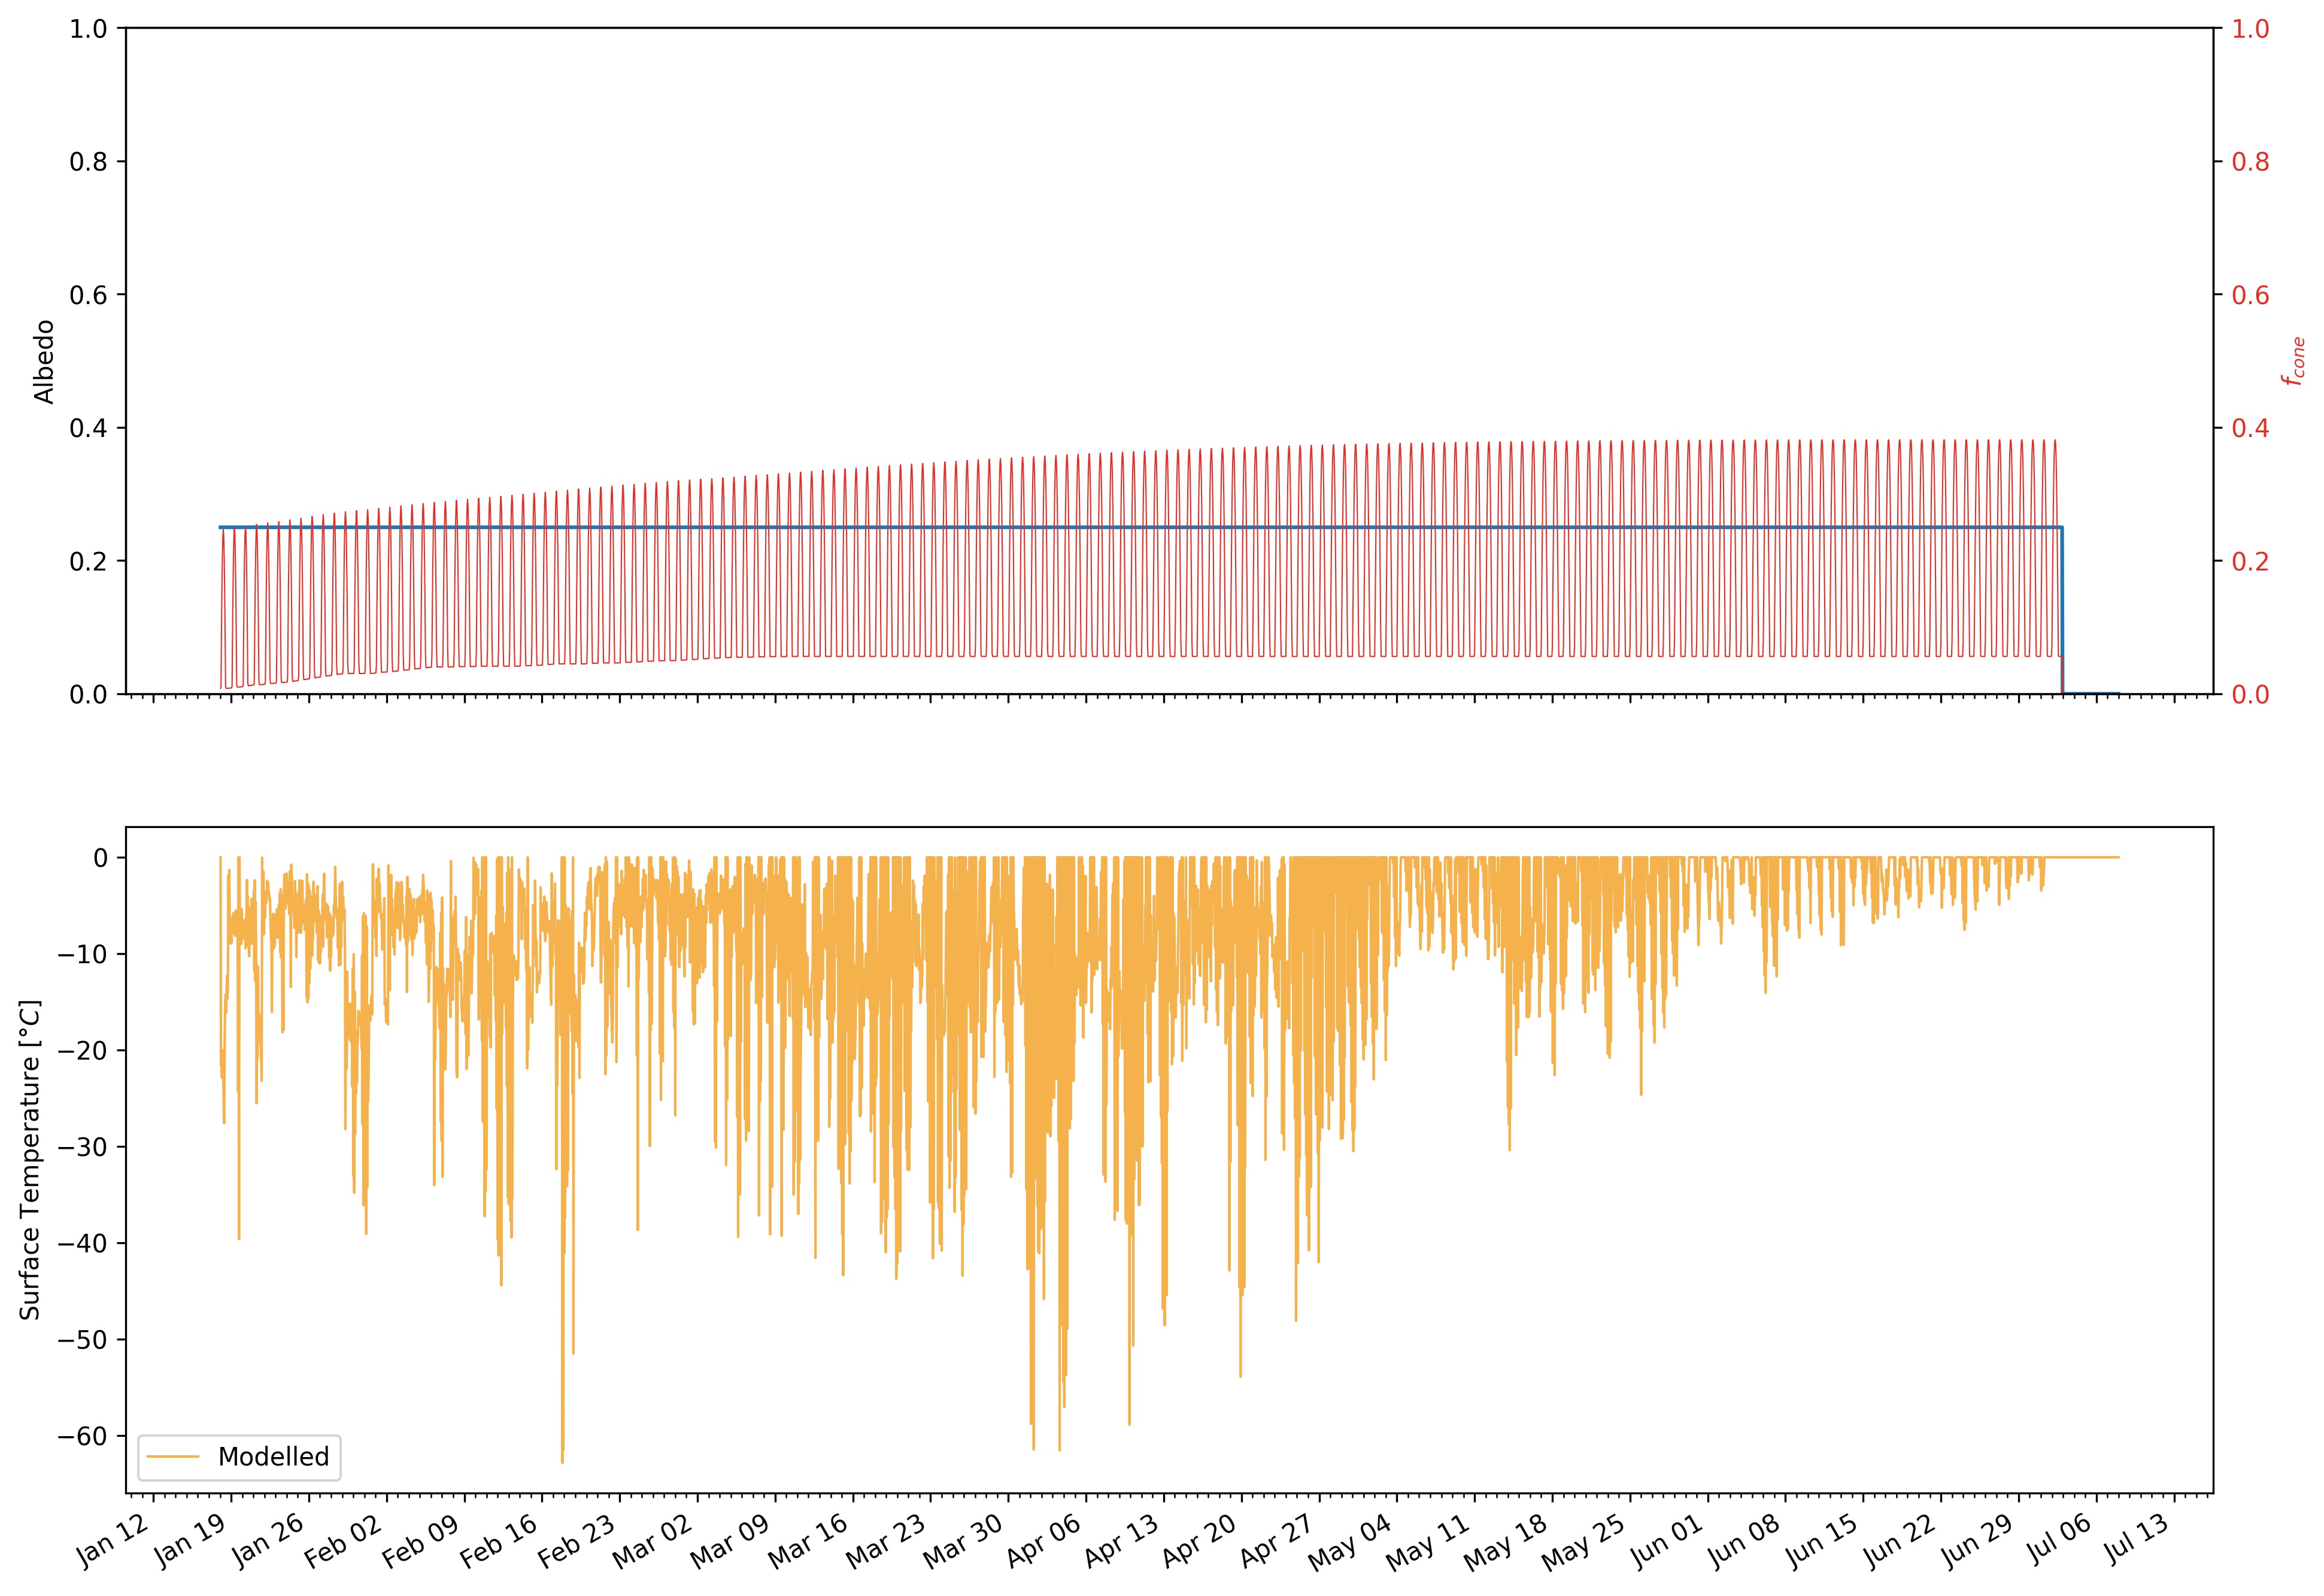 1.0
0.8
0.6
0.4
0.2
0.0
Albedo
1.0
0.8
0.6
0.4
0.2
0.0
f_cone
0
−10
−20
−30
−40
−50
−60
Surface Temperature [°C]
Modelled
Jan 12
Jan 19
Jan 26
Feb 02
Feb 09
Feb 16
Feb 23
Mar 02
Mar 09
Mar 16
Mar 23
Mar 30
Apr 06
Apr 13
Apr 20
Apr 27
May 04
May 11
May 18
May 25
Jun 01
Jun 08
Jun 15
Jun 22
Jun 29
Jul 06
Jul 13